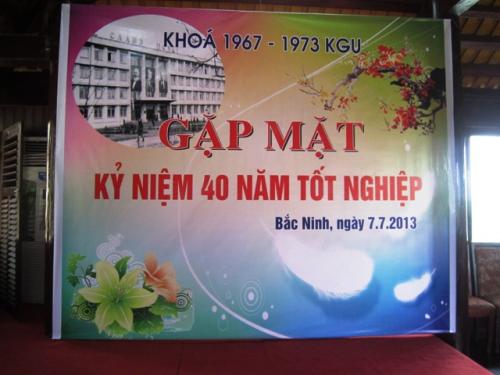 KHOÁ 1967 - 1973 KGU
GẶP MẶT
KỶ NIỆM 40 NĂM TỐT NGHIỆP
Bắc Ninh, ngày 7.7.2013